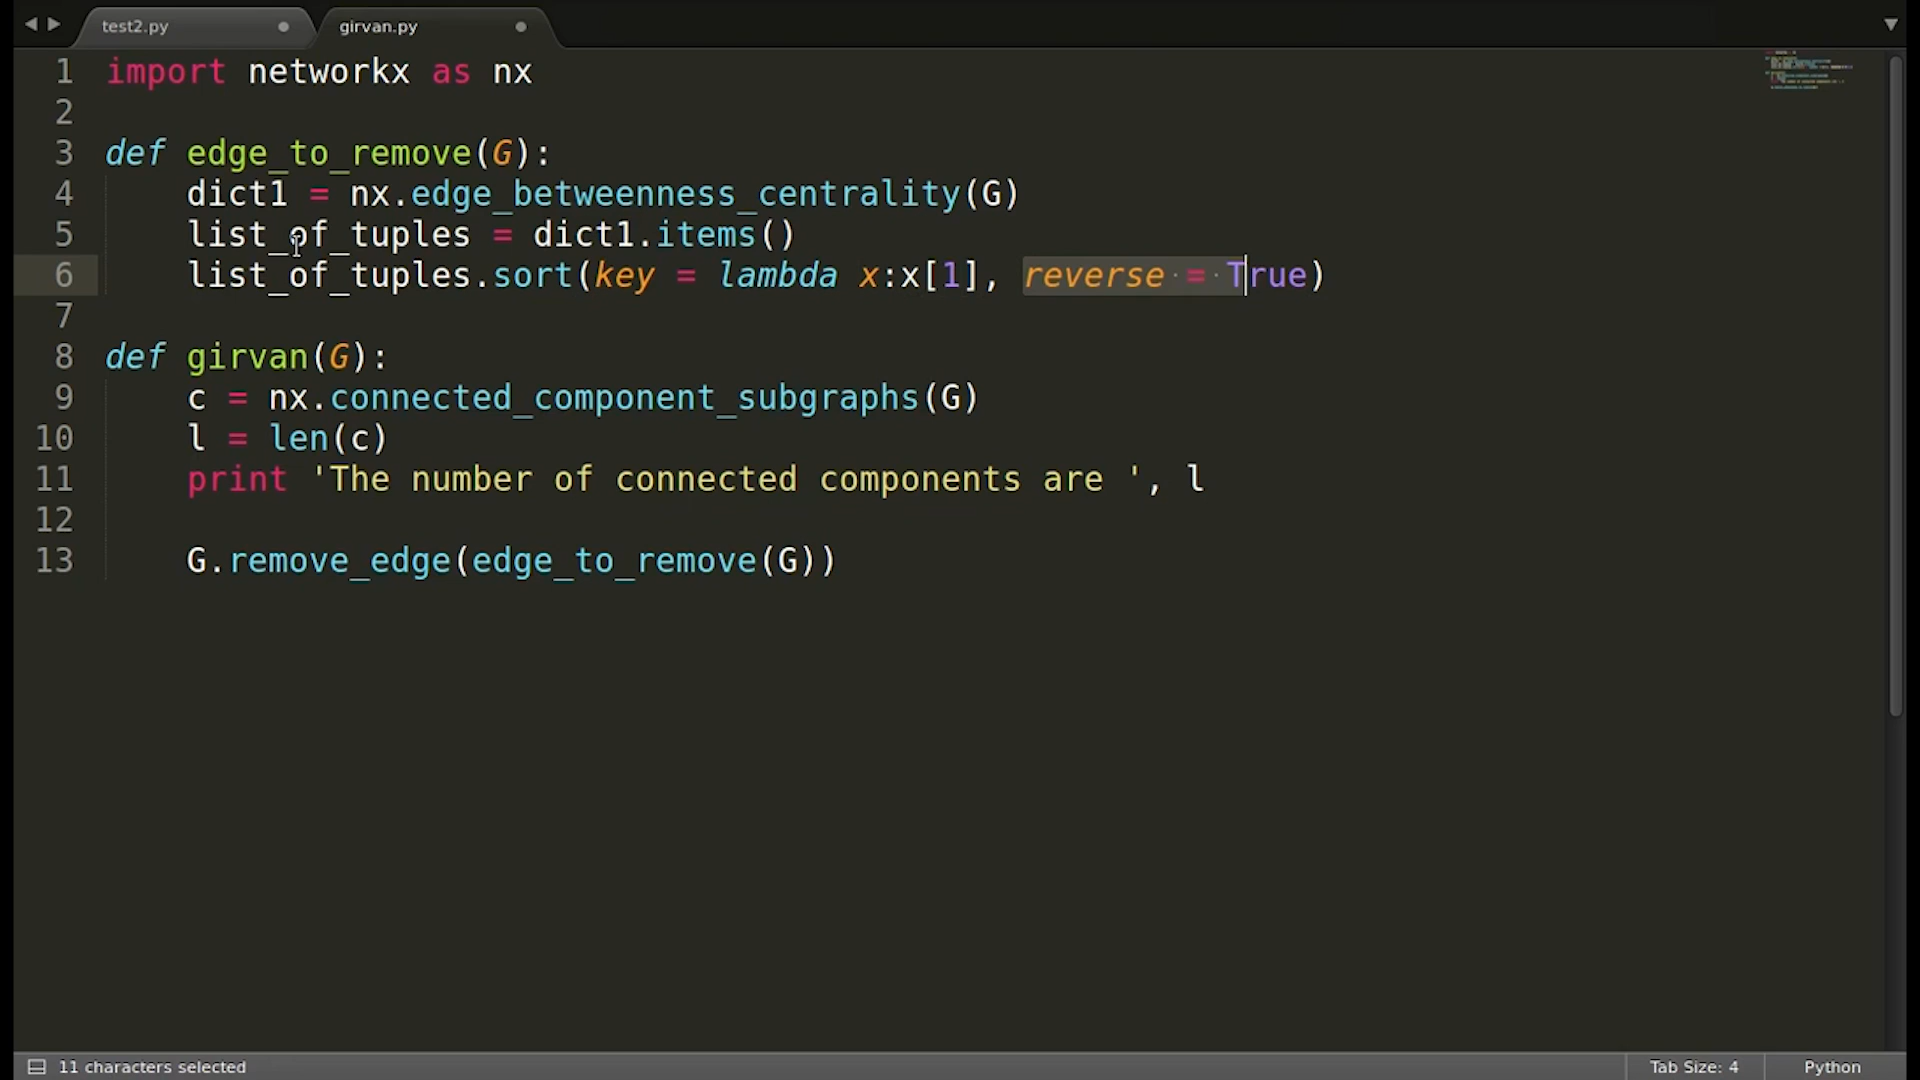 test2.py
girvan.py
1 import networkx as nx
2
3 def edge_to_remove(G):
4 dict1 = nx.edge_betweenness_centrality(G)
5 list_of_tuples = dict1.items()
6 list_of_tuples.sort(key = lambda x:x[1], reverse = True)
7
8 def girvan(G):
9 c = nx.connected_component_subgraphs(G)
10 l = len(c)
11 print 'The number of connected components are ', l
12
13 G.remove_edge(edge_to_remove(G))
11 characters selected
Tab Size: 4
Python